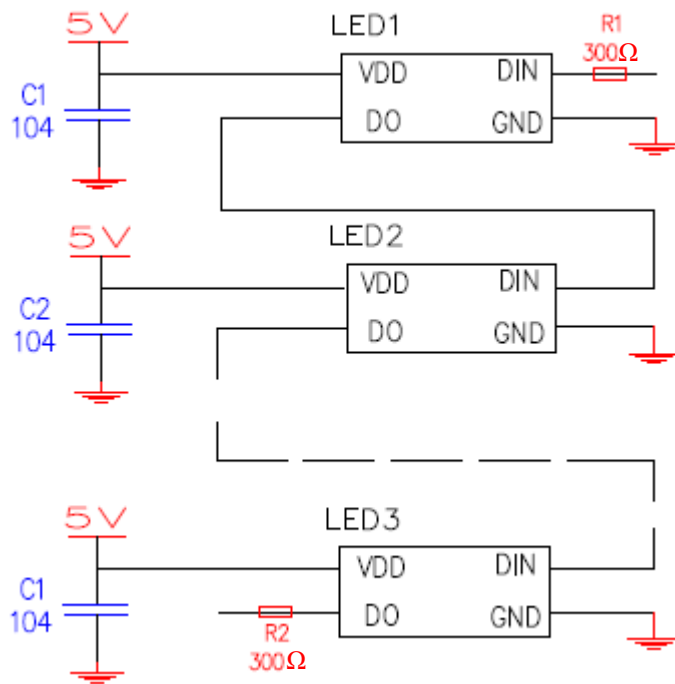 5V
LED1
R1
300Ω
C1
104
VDD
DIN
DO
GND
5V
LED2
C2
104
VDD
DIN
DO
GND
5V
LED3
C1
104
VDD
DIN
DO
GND
R2
300Ω